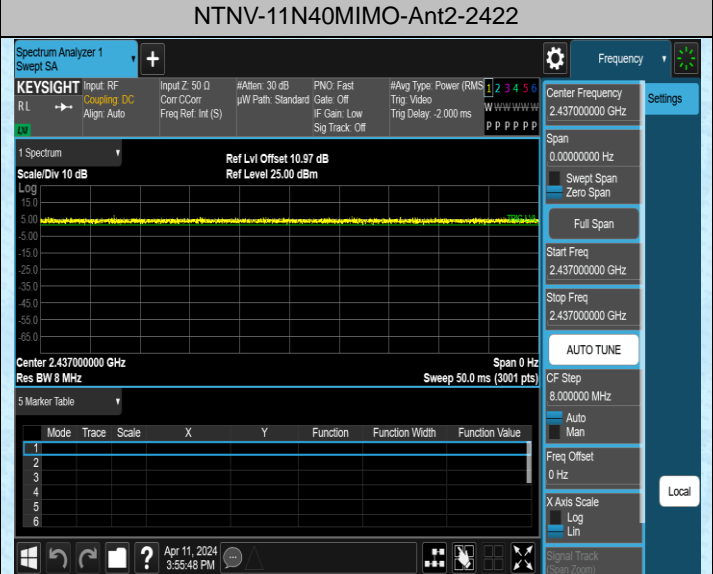 NTNV-11N40MIMO-Ant2-2422
Spectrum Analyzer 1
Swept SA
Frequency
KEYSIGHT
RL
Input: RF
Coupling: DC
Align: Auto
Input Z: 50 Ω
Corr CCorr
Freq Ref: Int (S)
#Atten: 30 dB
µW Path: Standard
PNO: Fast
Gate: Off
IF Gain: Low
Sig Track: Off
#Avg Type: Power (RMS
Trig: Video
Trig Delay: -2.000 ms
1 2 3 4 5 6
W W W W W W
P P P P P P
LXI
Center Frequency
2.437000000 GHz
Settings
Span
0.00000000 Hz
Swept Span
Zero Span
Full Span
Start Freq
2.437000000 GHz
Stop Freq
2.437000000 GHz
AUTO TUNE
CF Step
8.000000 MHz
Auto
Man
Freq Offset
0 Hz
X Axis Scale
Log
Lin
Signal Track
(Span Zoom)
Local
1 Spectrum
Scale/Div 10 dB
Ref Lvl Offset 10.97 dB
Ref Level 25.00 dBm
Log
15.0
5.00
TRIG LVL
-5.00
-15.0
-25.0
-35.0
-45.0
-55.0
-65.0
Center 2.437000000 GHz
Span 0 Hz
Res BW 8 MHz
Sweep 50.0 ms (3001 pts)
5 Marker Table
Mode Trace Scale X Y Function Function Width Function Value
1
2
3
4
5
6
Apr 11, 2024
3:55:48 PM